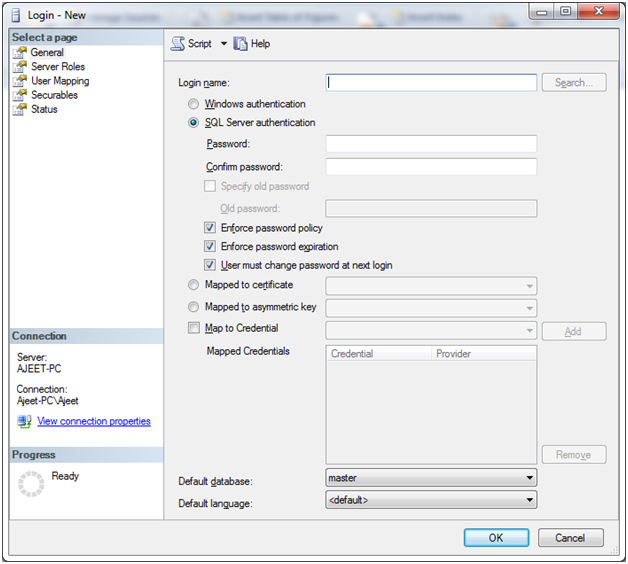 Login - New
Select a page
General
Server Roles
User Mapping
Securables
Status
Connection
Server:
AJEET-PC
Connection:
Ajeet-PC\Ajeet
View connection properties
Progress
Ready
Script Help
Login name: Search...
Windows authentication
SQL Server authentication
Password:
Confirm password:
Specify old password
Old password:
Enforce password policy
Enforce password expiration
User must change password at next login
Mapped to certificate
Mapped to asymmetric key
Map to Credential Add
Mapped Credentials Credential Provider
Remove
Default database: master
Default language: <default>
OK Cancel